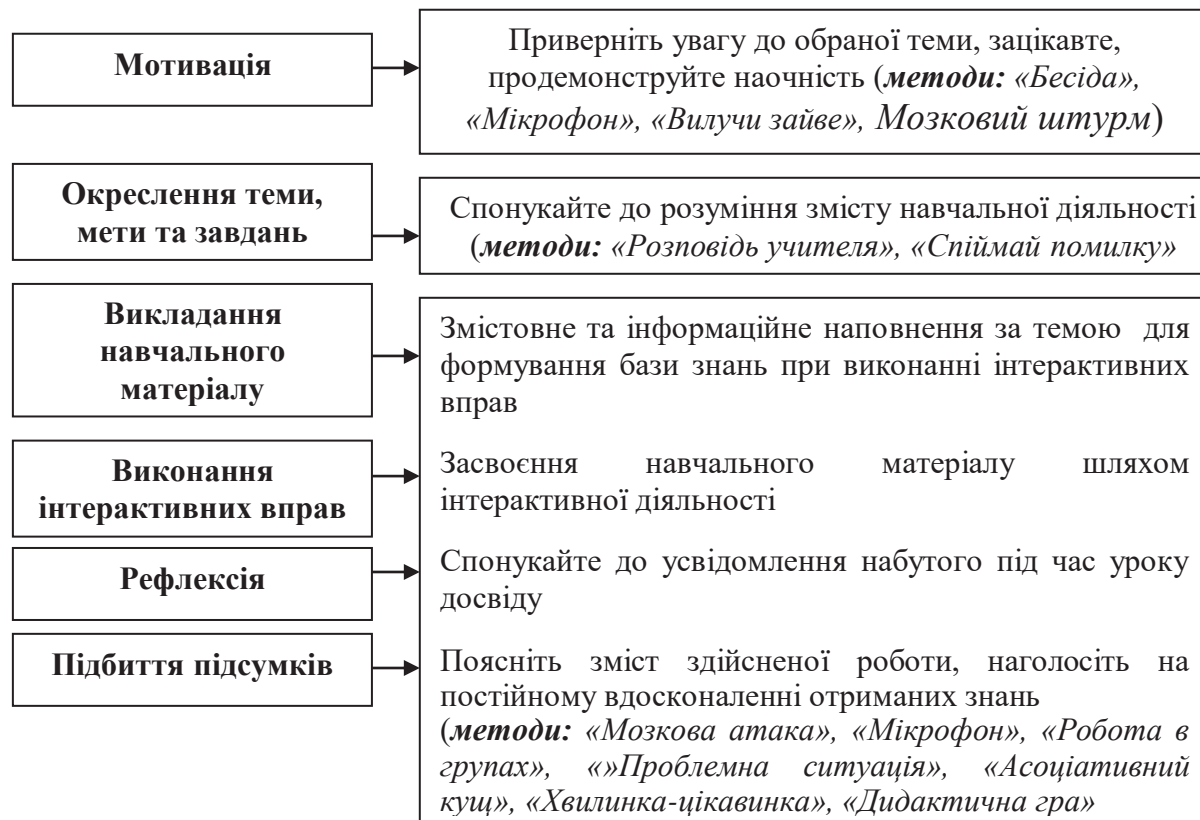 Мотивація
Приверніть увагу до обраної теми, зацікавте,
продемонструйте наочність (методи: «Бесіда»,
«Мікрофон», «Вилучи зайве», Мозковий штурм)
Окреслення теми,
мети та завдань
Спонукайте до розуміння змісту навчальної діяльності
(методи: «Розповідь учителя», «Спіймай помилку»
Викладання
навчального
матеріалу
Змістовне та інформаційне наповнення за темою для
формування бази знань при виконанні інтерактивних
вправ
Виконання
інтерактивних вправ
Засвоєння навчального матеріалу шляхом
інтерактивної діяльності
Рефлексія
Спонукайте до усвідомлення набутого під час уроку
досвіду
Підбиття підсумків
Поясніть зміст здійсненої роботи, наголосіть на
постійному вдосконаленні отриманих знань
(методи: «Мозкова атака», «Мікрофон», «Робота в
групах», «»Проблемна ситуація», «Асоціативний
кущ», «Хвилинка-цікавинка», «Дидактична гра»